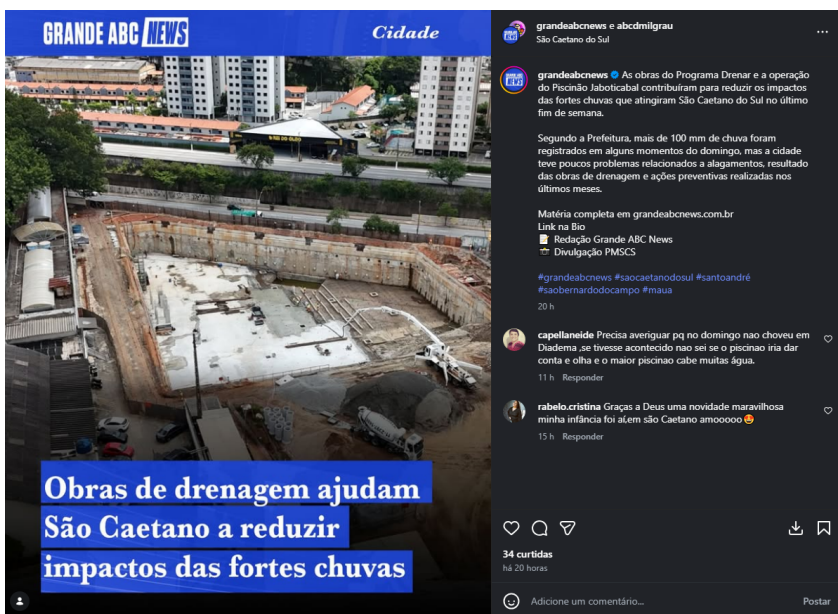 GRANDE ABC NEWS
Cidade
REI DO ÓLEO
Obras de drenagem ajudam
São Caetano a reduzir
impactos das fortes chuvas
grandeabcnews e abcdmilgrau
São Caetano do Sul
grandeabcnews As obras do Programa Drenar e a operação
do Piscinão Jaboticabal contribuíram para reduzir os impactos
das fortes chuvas que atingiram São Caetano do Sul no último
fim de semana.
Segundo a Prefeitura, mais de 100 mm de chuva foram
registrados em alguns momentos do domingo, mas a cidade
teve poucos problemas relacionados a alagamentos, resultado
das obras de drenagem e ações preventivas realizadas nos
últimos meses.
Matéria completa em grandeabcnews.com.br
Link na Bio
📝 Redação Grande ABC News
📸 Divulgação PMSCS
#grandeabcnews #saocaetanodosul #santoandré
#saobernardodocampo #maua
20 h
capellaneide Precisa averiguar pq no domingo nao choveu em
Diadema ,se tivesse acontecido nao sei se o piscinao iria dar
conta e olha e o maior piscinao cabe muitas água.
11 h Responder
rabelo.cristina Graças a Deus uma novidade maravilhosa
minha infância foi aí,em são Caetano amooooo😍
15 h Responder
34 curtidas
há 20 horas
Adicione um comentário...
Postar